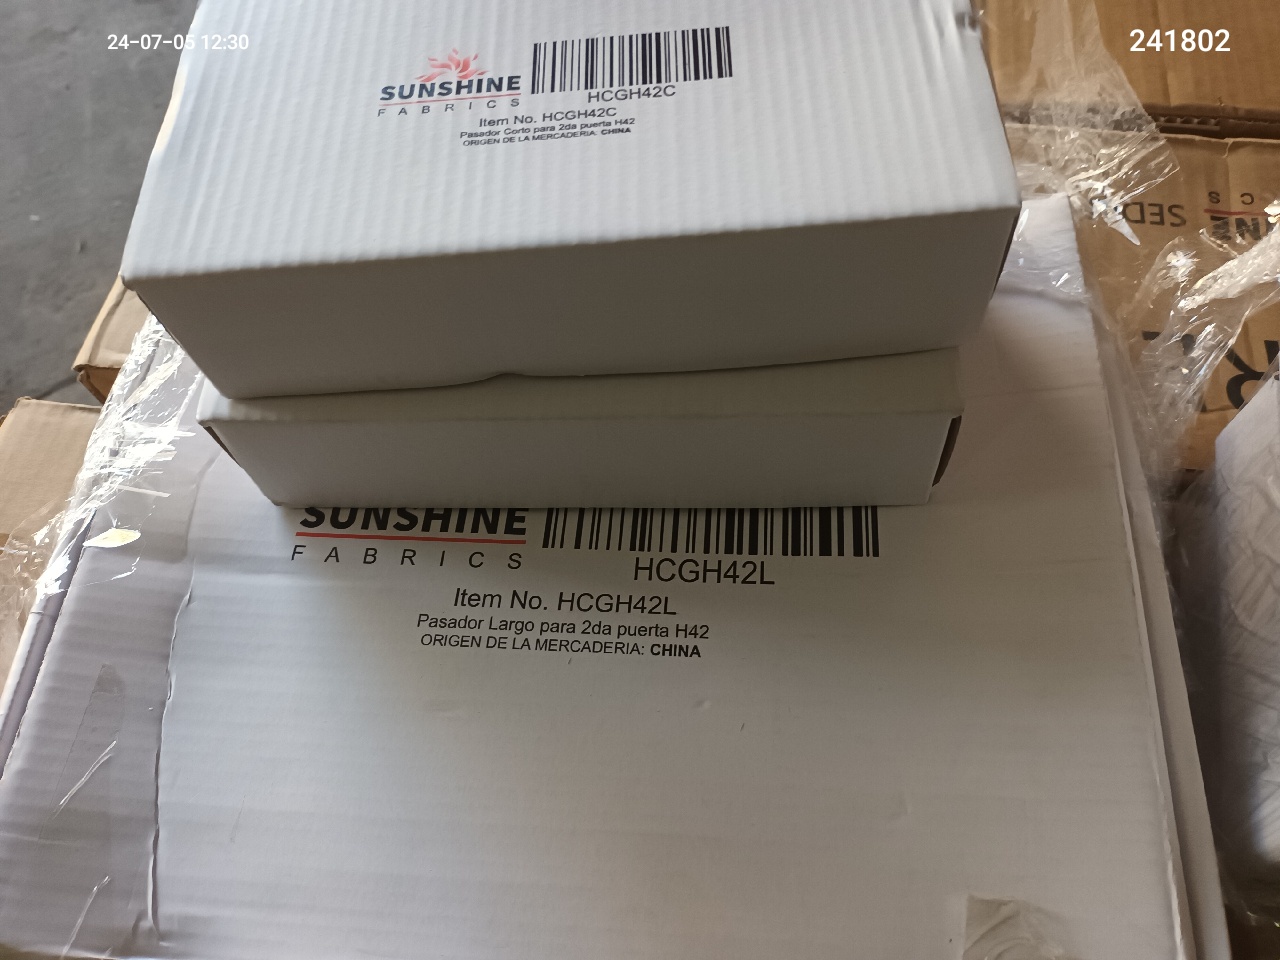 24-07-05 12:30
241802
SUNSHINE
FABRICS
HCGH42C
Item No. HCGH42C
Pasador Corto para 2da puerta H42
ORIGEN DE LA MERCADERIA: CHINA
SUNSHINE
FABRICS
HCGH42L
Item No. HCGH42L
Pasador Largo para 2da puerta H42
ORIGEN DE LA MERCADERIA: CHINA